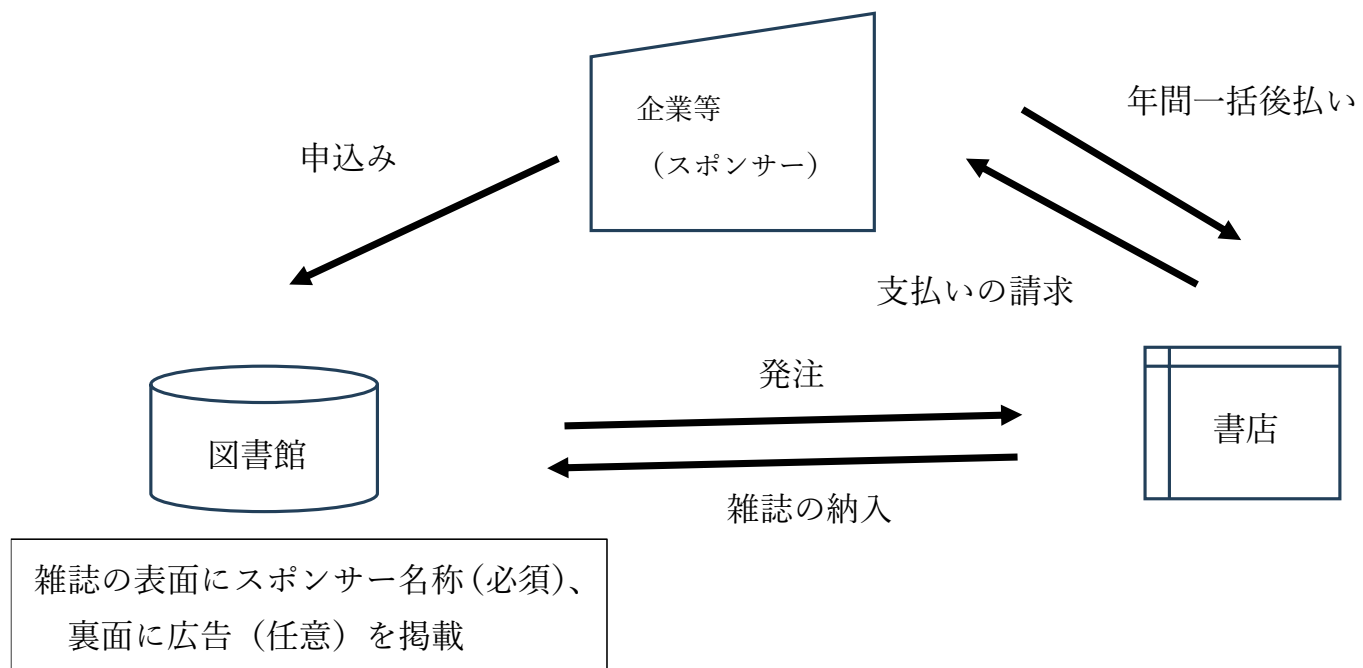 企業等
（スポンサー）
年間一括後払い
申込み
支払いの請求
発注
図書館
書店
雑誌の納入
雑誌の表面にスポンサー名称（必須）、
裏面に広告（任意）を掲載